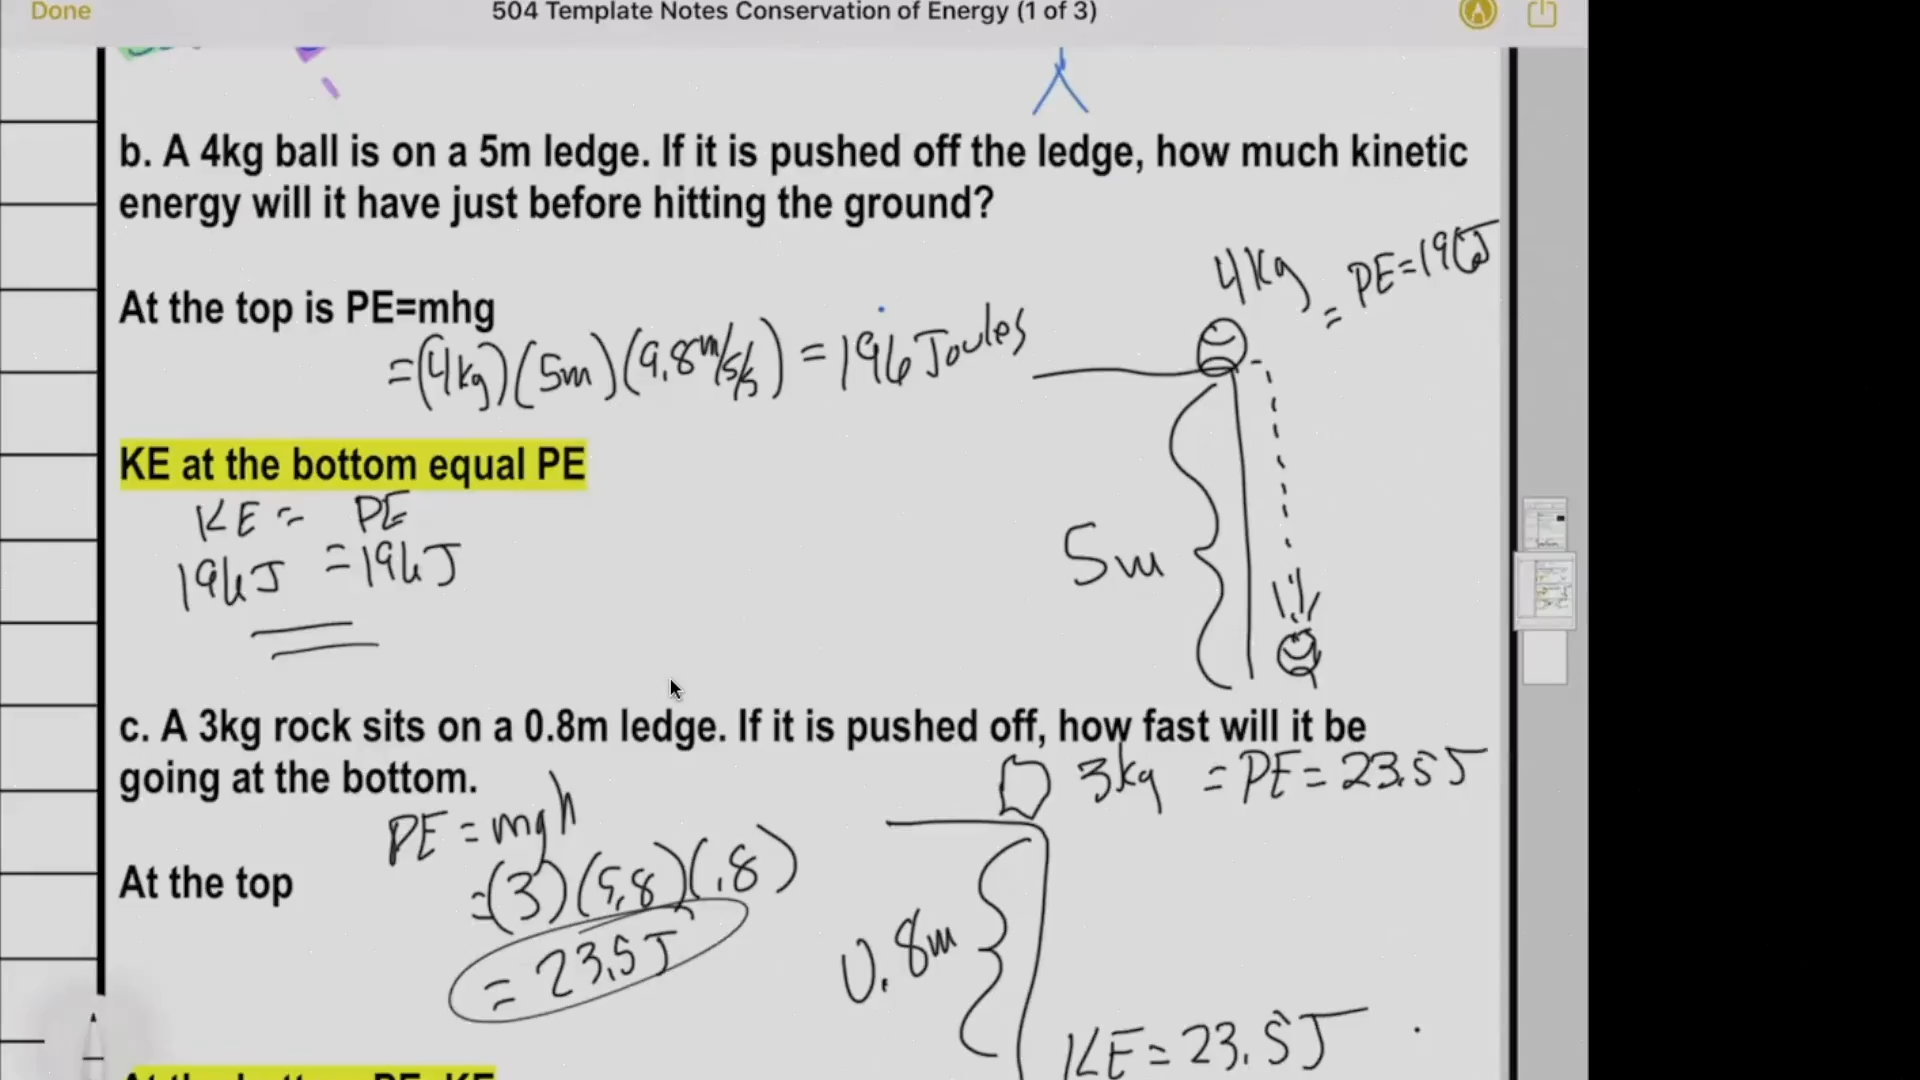 Done
504 Template Notes Conservation of Energy (1 of 3)
b. A 4kg ball is on a 5m ledge. If it is pushed off the ledge, how much kinetic
energy will it have just before hitting the ground?
4kg
= PE=196J
At the top is PE=mhg
=(4kg)(5m)(9.8m/s/s) = 196 Joules
KE at the bottom equal PE
KE = PE
196J = 196J
5m
c. A 3kg rock sits on a 0.8m ledge. If it is pushed off, how fast will it be
going at the bottom.
3kg = PE = 23.5J
PE = mgh
At the top
=(3)(9.8)(.8)
= 23.5J
0.8m
KE = 23.5J